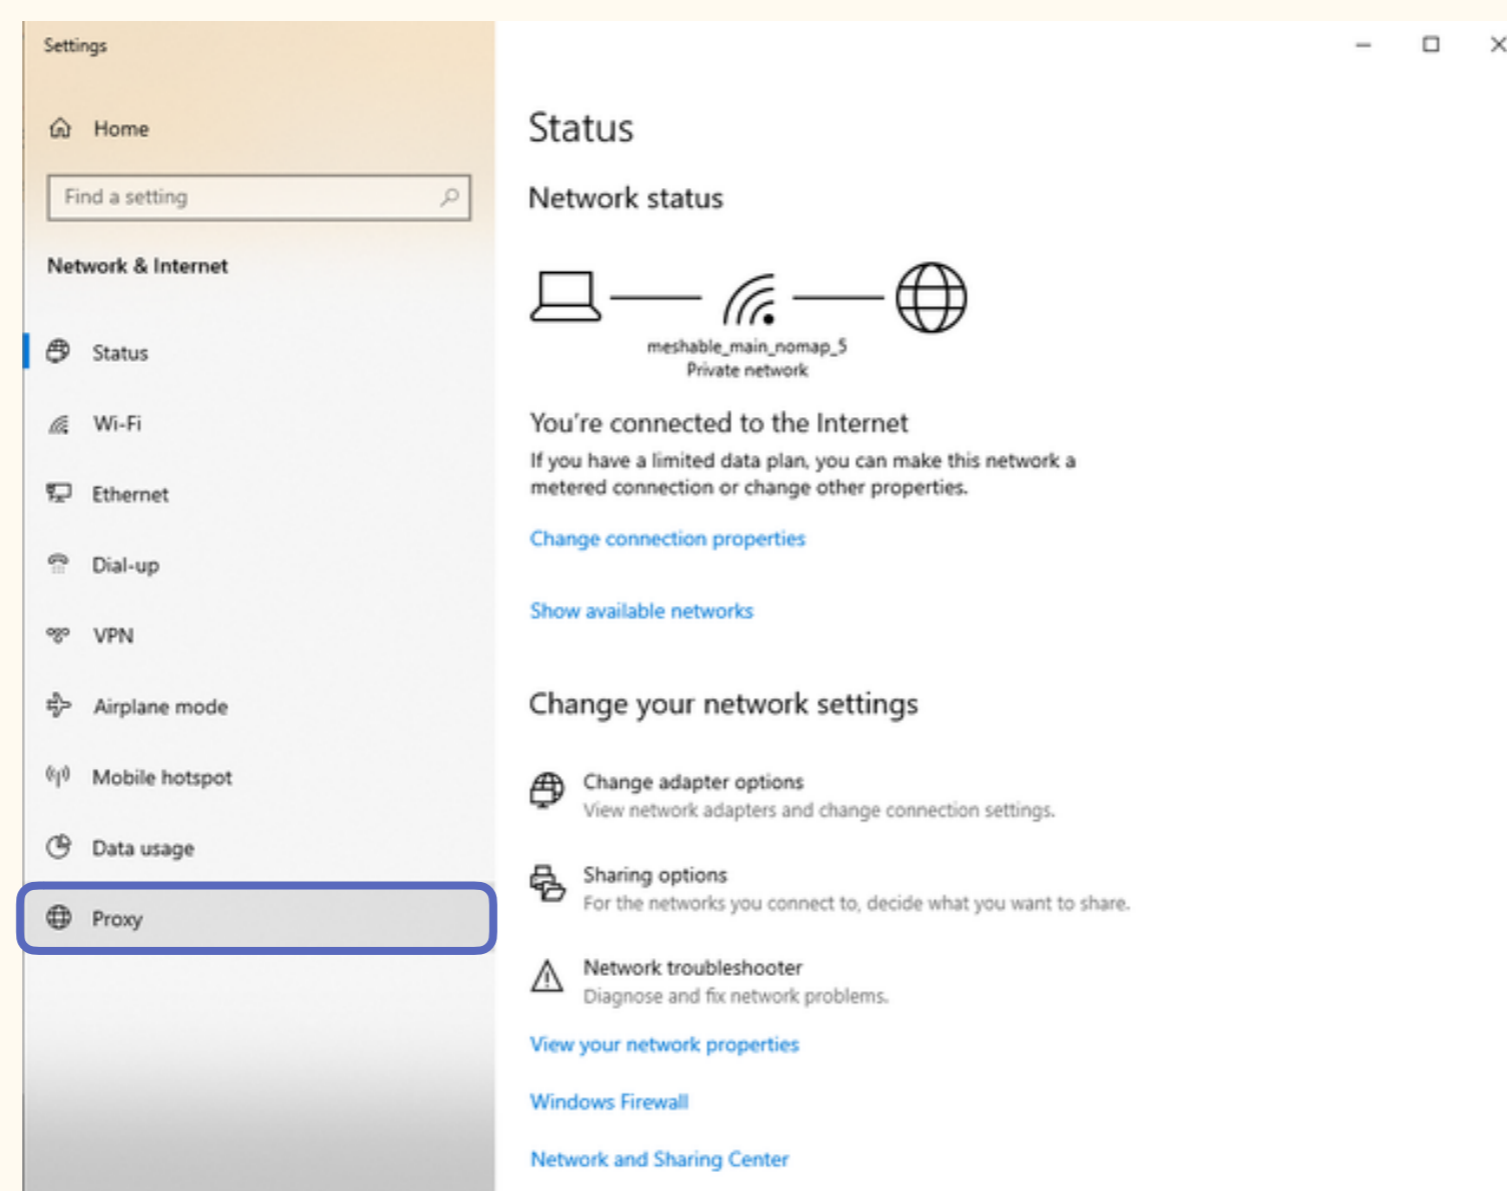 Settings
Home
Find a setting
Network & Internet
Status
Wi-Fi
Ethernet
Dial-up
VPN
Airplane mode
Mobile hotspot
Data usage
Proxy
Status
Network status
meshable_main_nomap_5
Private network
You're connected to the Internet
If you have a limited data plan, you can make this network a
metered connection or change other properties.
Change connection properties
Show available networks
Change your network settings
Change adapter options
View network adapters and change connection settings.
Sharing options
For the networks you connect to, decide what you want to share.
Network troubleshooter
Diagnose and fix network problems.
View your network properties
Windows Firewall
Network and Sharing Center